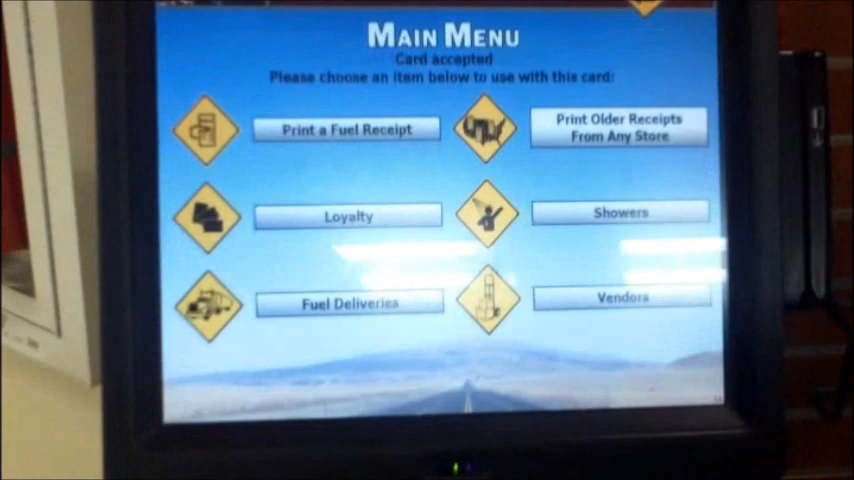 MAIN MENU
Card accepted
Please choose an item below to use with this card:
Print a Fuel Receipt
Print Older Receipts
From Any Store
Loyalty
Showers
Fuel Deliveries
Vendors